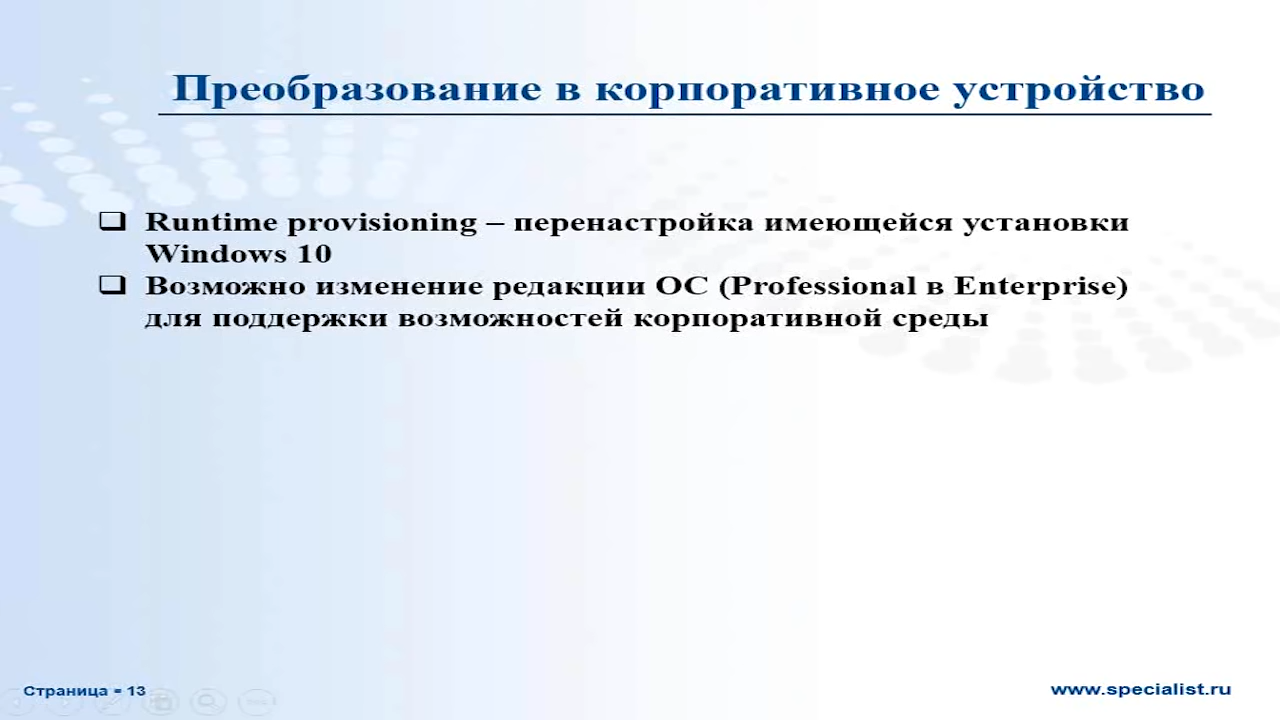 Преобразование в корпоративное устройство
❑ Runtime provisioning – перенастройка имеющейся установки
Windows 10
❑ Возможно изменение редакции ОС (Professional в Enterprise)
для поддержки возможностей корпоративной среды
Страница = 13
www.specialist.ru